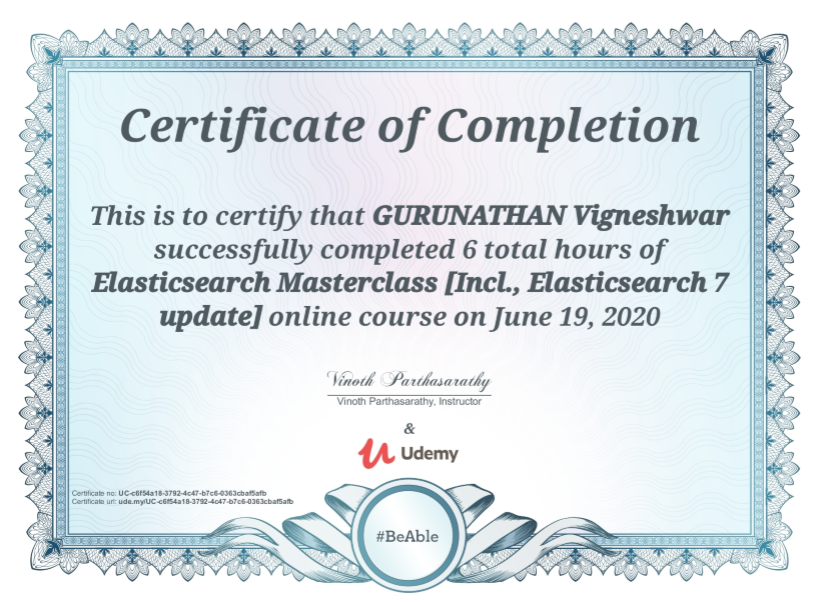 Certificate of Completion
This is to certify that GURUNATHAN Vigneshwar
successfully completed 6 total hours of
Elasticsearch Masterclass [Incl., Elasticsearch 7
update] online course on June 19, 2020
Vinoth Parthasarathy
Vinoth Parthasarathy, Instructor
&
Udemy
Certificate no: UC-c6f54a18-3792-4c47-b7c6-0363cbaf5afb
Certificate url: ude.my/UC-c6f54a18-3792-4c47-b7c6-0363cbaf5afb
#BeAble